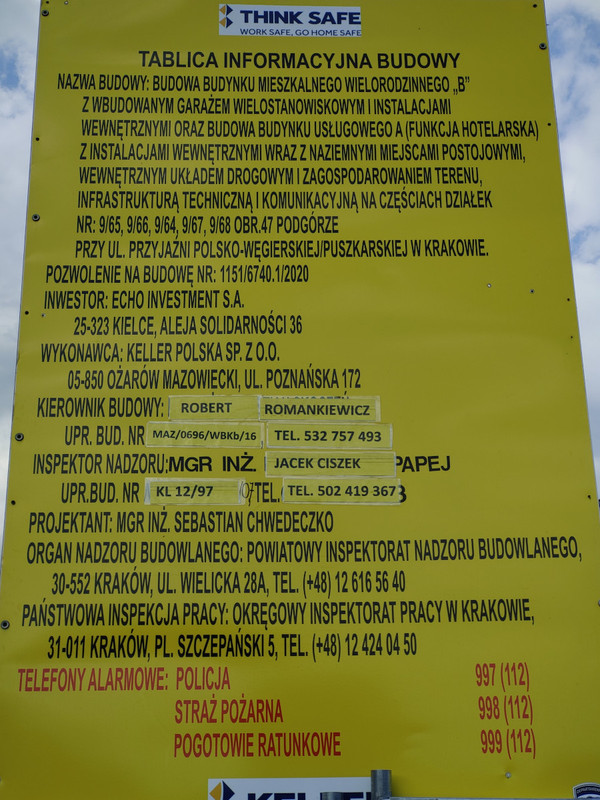 THINK SAFE
WORK SAFE, GO HOME SAFE
TABLICA INFORMACYJNA BUDOWY
NAZWA BUDOWY: BUDOWA BUDYNKU MIESZKALNEGO WIELORODZINNEGO „B”
Z WBUDOWANYM GARAŻEM WIELOSTANOWISKOWYM I INSTALACJAMI
WEWNĘTRZNYMI ORAZ BUDOWA BUDYNKU USŁUGOWEGO A (FUNKCJA HOTELARSKA)
Z INSTALACJAMI WEWNĘTRZNYMI WRAZ Z NAZIEMNYMI MIEJSCAMI POSTOJOWYMI,
WEWNĘTRZNYM UKŁADEM DROGOWYM I ZAGOSPODAROWANIEM TERENU,
INFRASTRUKTURĄ TECHNICZNĄ I KOMUNIKACYJNĄ NA CZĘŚCIACH DZIAŁEK
NR: 9/65, 9/66, 9/64, 9/67, 9/68 OBR.47 PODGÓRZE
PRZY UL. PRZYJAŹNI POLSKO-WĘGIERSKIEJ/PUSZKARSKIEJ W KRAKOWIE.
POZWOLENIE NA BUDOWĘ NR: 1151/6740.1/2020
INWESTOR: ECHO INVESTMENT S.A.
25-323 KIELCE, ALEJA SOLIDARNOŚCI 36
WYKONAWCA: KELLER POLSKA SP. Z O.O.
05-850 OŻARÓW MAZOWIECKI, UL. POZNAŃSKA 172
KIEROWNIK BUDOWY: ROBERT ROMANKIEWICZ
UPR. BUD. NR MAZ/0696/WBKb/16 TEL. 532 757 493
INSPEKTOR NADZORU:MGR INŻ. JACEK CISZEK PAPEJ
UPR.BUD. NR KL 12/97 TEL. TEL. 502 419 367
PROJEKTANT: MGR INŻ. SEBASTIAN CHWEDECZKO
ORGAN NADZORU BUDOWLANEGO: POWIATOWY INSPEKTORAT NADZORU BUDOWLANEGO,
30-552 KRAKÓW, UL. WIELICKA 28A, TEL. (+48) 12 616 56 40
PAŃSTWOWA INSPEKCJA PRACY: OKRĘGOWY INSPEKTORAT PRACY W KRAKOWIE,
31-011 KRAKÓW, PL. SZCZEPAŃSKI 5, TEL. (+48) 12 424 04 50
TELEFONY ALARMOWE: POLICJA 997 (112)
STRAŻ POŻARNA 998 (112)
POGOTOWIE RATUNKOWE 999 (112)
KELLER